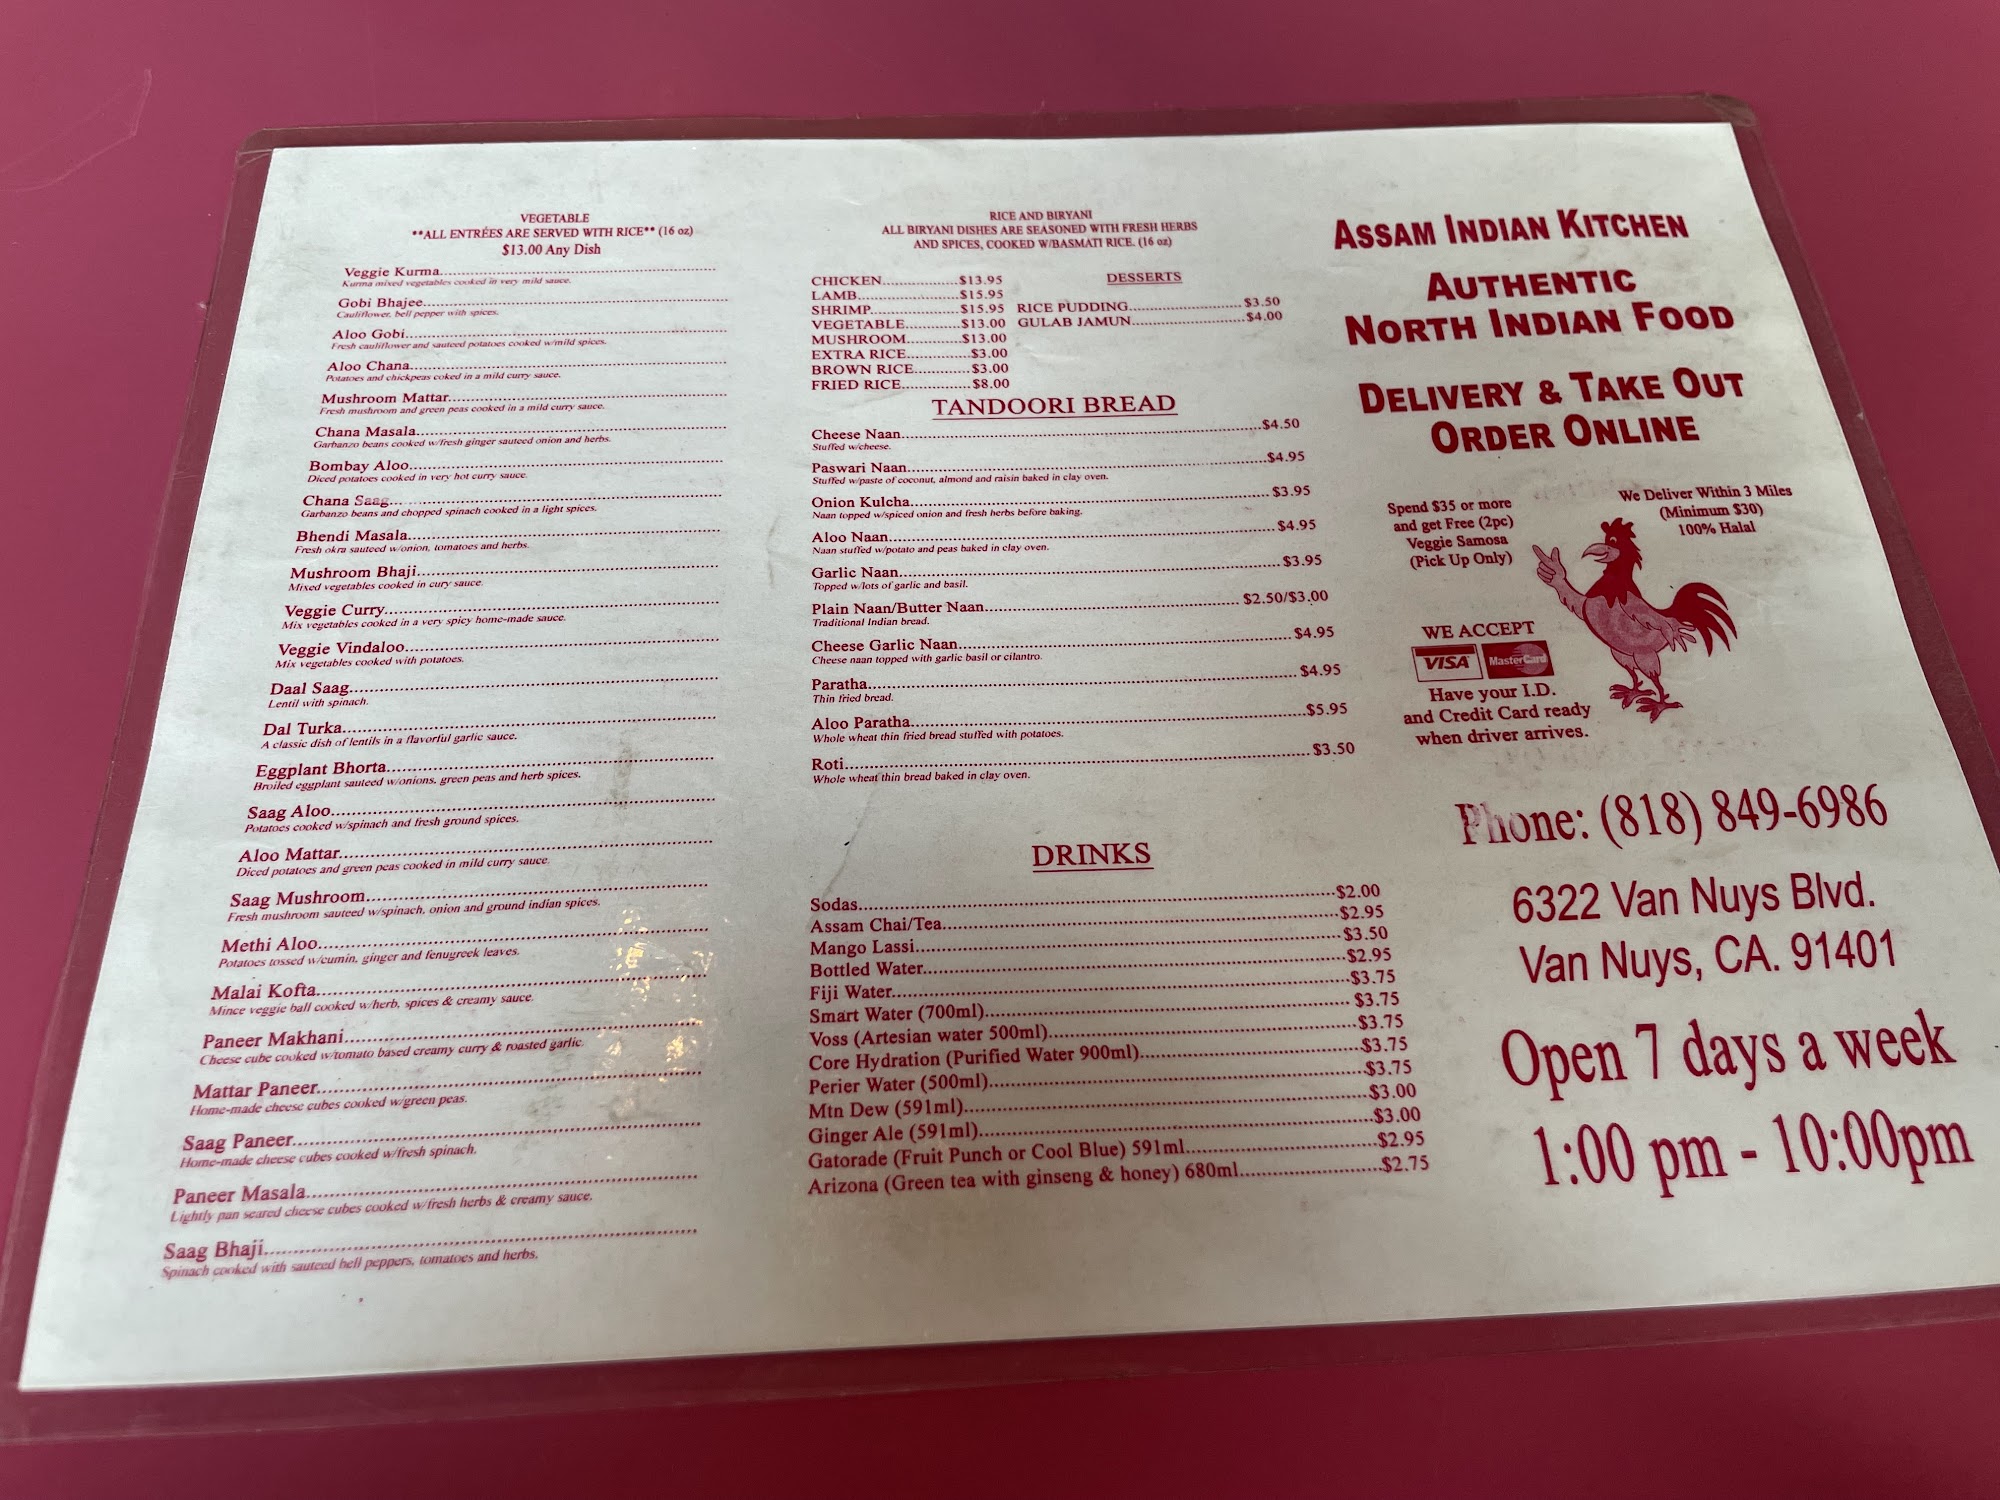 VEGETABLE
**ALL ENTRÉES ARE SERVED WITH RICE** (16 oz)
$13.00 Any Dish
Veggie Kurma
Kurma mixed vegetables cooked in very mild sauce.
Gobi Bhajee
Cauliflower, bell pepper with spices.
Aloo Gobi
Fresh cauliflower and sauteed potatoes cooked w/mild spices.
Aloo Chana
Potatoes and chickpeas coked in a mild curry sauce.
Mushroom Mattar
Fresh mushroom and green peas cooked in a mild curry sauce.
Chana Masala
Garbanzo beans cooked w/fresh ginger sauteed onion and herbs.
Bombay Aloo
Diced potatoes cooked in very hot curry sauce.
Chana Saag
Garbanzo beans and chopped spinach cooked in a light spices.
Bhendi Masala
Fresh okra sauteed w/onion, tomatoes and herbs.
Mushroom Bhaji
Mixed vegetables cooked in cury sauce.
Veggie Curry
Mix vegetables cooked in a very spicy home-made sauce.
Veggie Vindaloo
Mix vegetables cooked with potatoes.
Daal Saag
Lentil with spinach.
Dal Turka
A classic dish of lentils in a flavorful garlic sauce.
Eggplant Bhorta
Broiled eggplant sauteed w/onions, green peas and herb spices.
Saag Aloo
Potatoes cooked w/spinach and fresh ground spices.
Aloo Mattar
Diced potatoes and green peas cooked in mild curry sauce.
Saag Mushroom
Fresh mushroom sauteed w/spinach, onion and ground indian spices.
Methi Aloo
Potatoes tossed w/cumin, ginger and fenugreek leaves.
Malai Kofta
Mince veggie ball cooked w/herb, spices & creamy sauce.
Paneer Makhani
Cheese cube cooked w/tomato based creamy curry & roasted garlic.
Mattar Paneer
Home-made cheese cubes cooked w/green peas.
Saag Paneer
Home-made cheese cubes cooked w/fresh spinach.
Paneer Masala
Lightly pan seared cheese cubes cooked w/fresh herbs & creamy sauce.
Saag Bhaji
Spinach cooked with sauteed bell peppers, tomatoes and herbs.
RICE AND BIRYANI
ALL BIRYANI DISHES ARE SEASONED WITH FRESH HERBS
AND SPICES, COOKED W/BASMATI RICE. (16 oz)
CHICKEN $13.95
LAMB $15.95
SHRIMP $15.95
VEGETABLE $13.00
MUSHROOM $13.00
EXTRA RICE $3.00
BROWN RICE $3.00
FRIED RICE $8.00
DESSERTS
RICE PUDDING $3.50
GULAB JAMUN $4.00
TANDOORI BREAD
Cheese Naan $4.50
Stuffed w/cheese.
Paswari Naan $4.95
Stuffed w/paste of coconut, almond and raisin baked in clay oven.
Onion Kulcha $3.95
Naan topped w/spiced onion and fresh herbs before baking.
Aloo Naan $4.95
Naan stuffed w/potato and peas baked in clay oven.
Garlic Naan $3.95
Topped w/lots of garlic and basil.
Plain Naan/Butter Naan $2.50/$3.00
Traditional Indian bread.
Cheese Garlic Naan $4.95
Cheese naan topped with garlic basil or cilantro.
Paratha $4.95
Thin fried bread.
Aloo Paratha $5.95
Whole wheat thin fried bread stuffed with potatoes.
Roti $3.50
Whole wheat thin bread baked in clay oven.
DRINKS
Sodas $2.00
Assam Chai/Tea $2.95
Mango Lassi $3.50
Bottled Water $2.95
Fiji Water $3.75
Smart Water (700ml) $3.75
Voss (Artesian water 500ml) $3.75
Core Hydration (Purified Water 900ml) $3.75
Perier Water (500ml) $3.75
Mtn Dew (591ml) $3.00
Ginger Ale (591ml) $3.00
Gatorade (Fruit Punch or Cool Blue) 591ml $2.95
Arizona (Green tea with ginseng & honey) 680ml $2.75
ASSAM INDIAN KITCHEN
AUTHENTIC
NORTH INDIAN FOOD
DELIVERY & TAKE OUT
ORDER ONLINE
Spend $35 or more
and get Free (2pc)
Veggie Samosa
(Pick Up Only)
We Deliver Within 3 Miles
(Minimum $30)
100% Halal
WE ACCEPT
VISA MasterCard
Have your I.D.
and Credit Card ready
when driver arrives.
Phone: (818) 849-6986
6322 Van Nuys Blvd.
Van Nuys, CA. 91401
Open 7 days a week
1:00 pm - 10:00pm